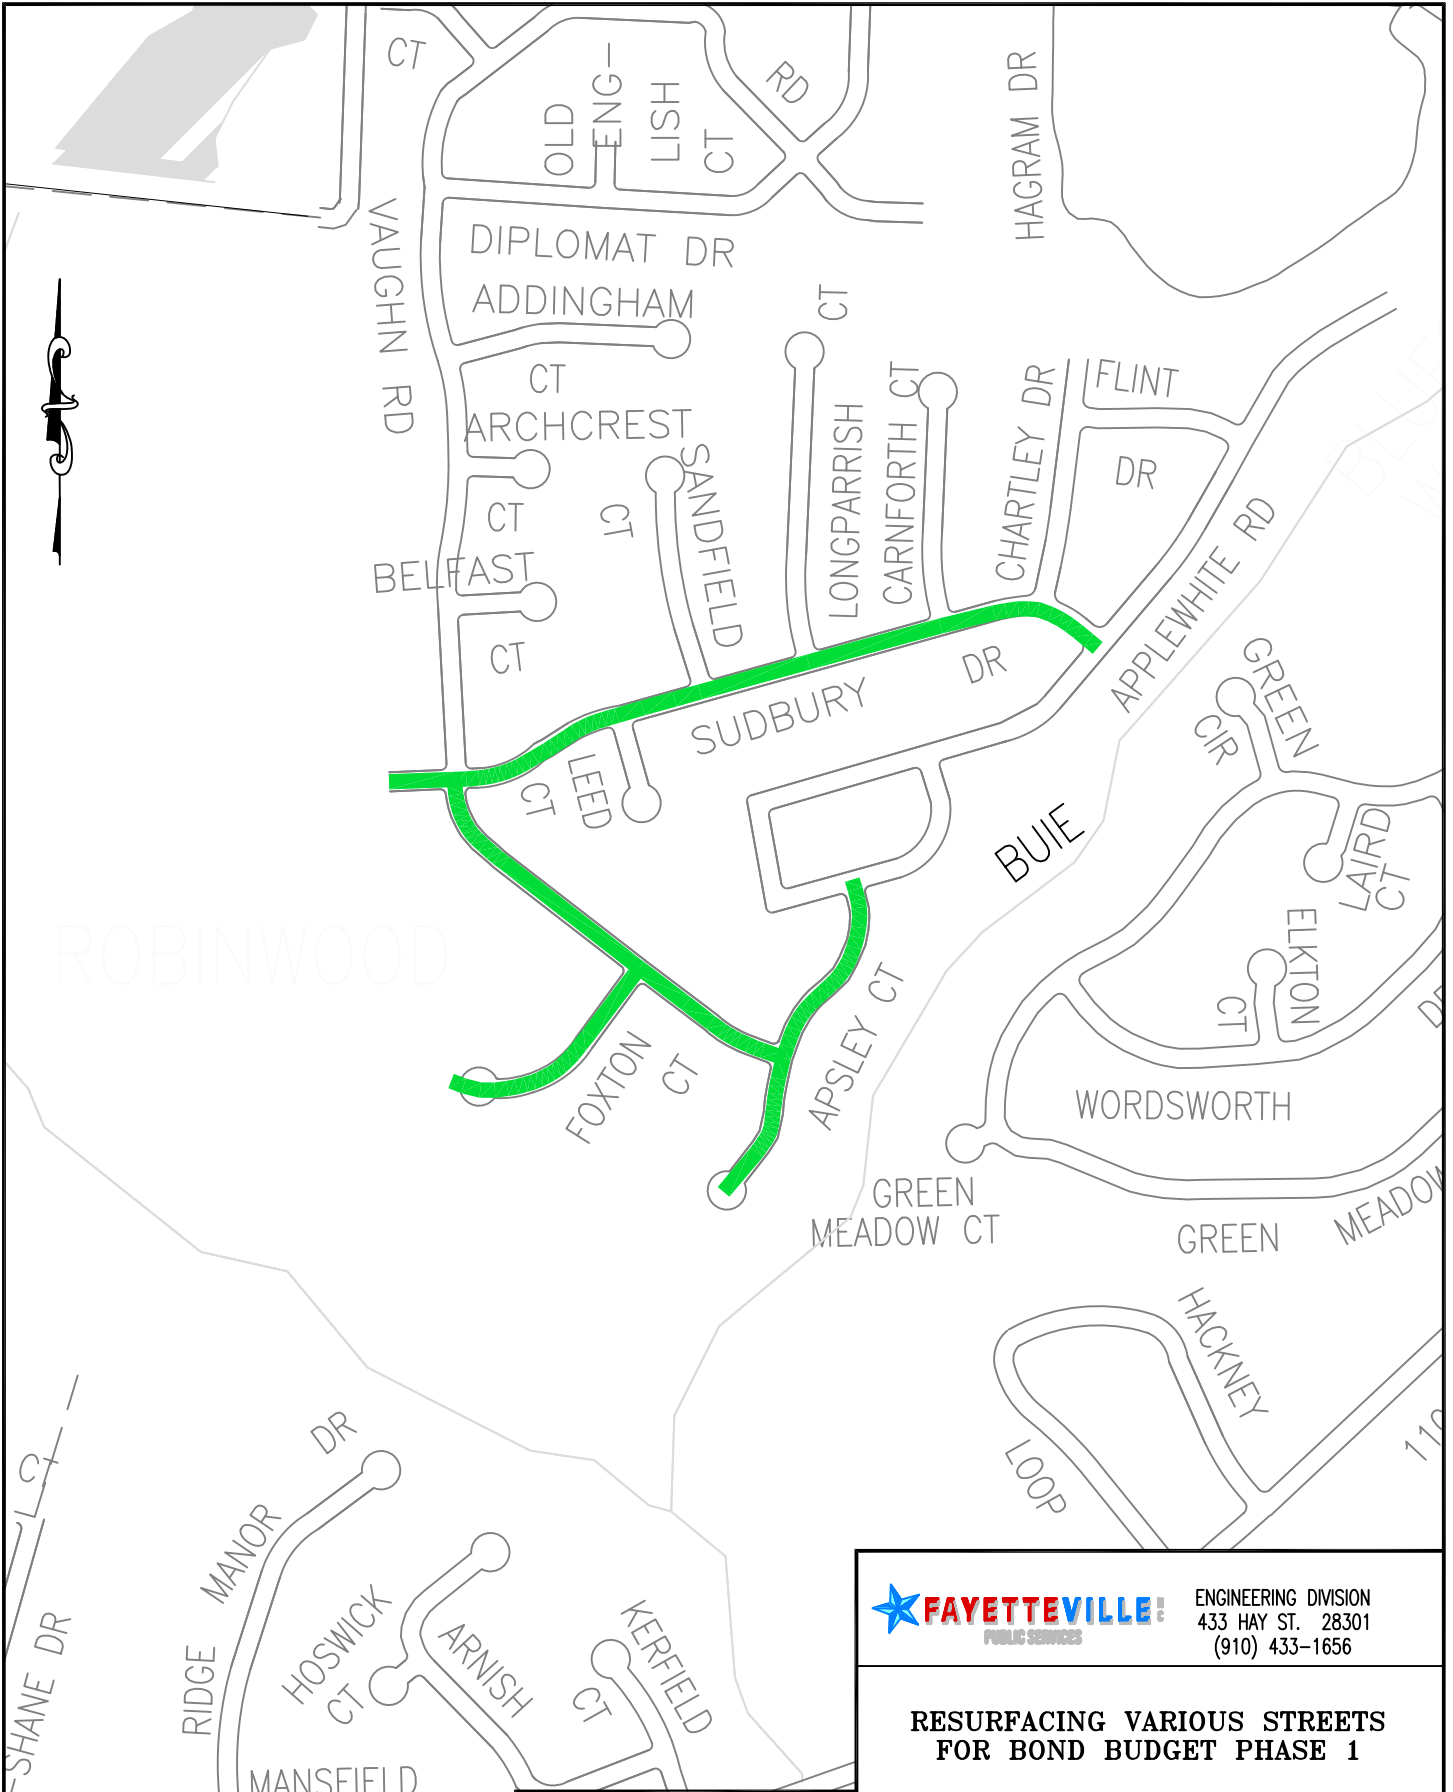 CT
OLD
ENG-
LISH
CT
RD
HAGRAM DR
VAUGHN RD
DIPLOMAT DR
ADDINGHAM
CT
CT
ARCHCREST
CT
SANDFIELD
CT
LONGPARRISH
CARNFORTH CT
CHARTLEY DR
FLINT
DR
BELFAST
CT
APPLEWHITE RD
SUDBURY
DR
LEED
CT
GREEN
CIR
BUIE
LAIRD
CT
ROBINWOOD
ELKTON
CT
APSLEY CT
FOXTON
CT
WORDSWORTH
GREEN
MEADOW CT
GREEN
MEADOW
HACKNEY
LOOP
110
DR
MANOR
RIDGE
SHANE DR
HOSWICK
CT
ARNISH
KERFIELD
CT
MANSFIELD
FAYETTEVILLE
PUBLIC SERVICES
ENGINEERING DIVISION
433 HAY ST. 28301
(910) 433-1656
RESURFACING VARIOUS STREETS
FOR BOND BUDGET PHASE 1